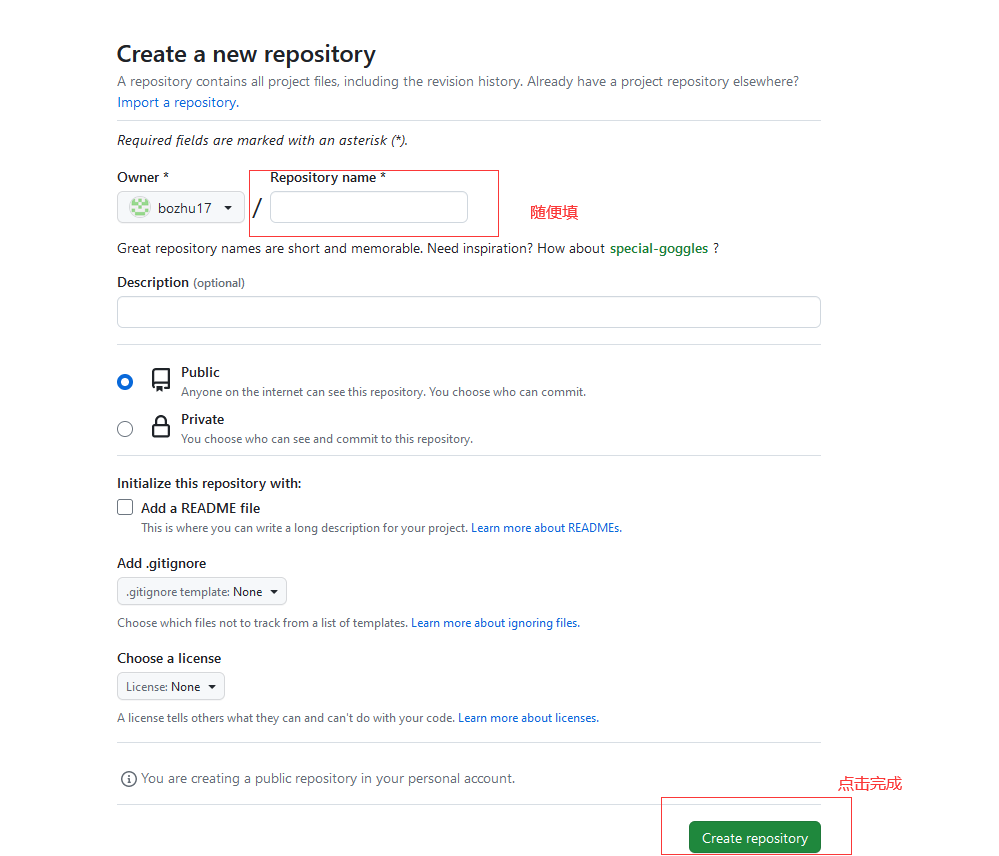 Create a new repository
A repository contains all project files, including the revision history. Already have a project repository elsewhere?
Import a repository.
Required fields are marked with an asterisk (*).
Owner *
Repository name *
bozhu17
/
随便填
Great repository names are short and memorable. Need inspiration? How about special-goggles ?
Description (optional)
Public
Anyone on the internet can see this repository. You choose who can commit.
Private
You choose who can see and commit to this repository.
Initialize this repository with:
Add a README file
This is where you can write a long description for your project. Learn more about READMEs.
Add .gitignore
.gitignore template: None
Choose which files not to track from a list of templates. Learn more about ignoring files.
Choose a license
License: None
A license tells others what they can and can't do with your code. Learn more about licenses.
You are creating a public repository in your personal account.
点击完成
Create repository